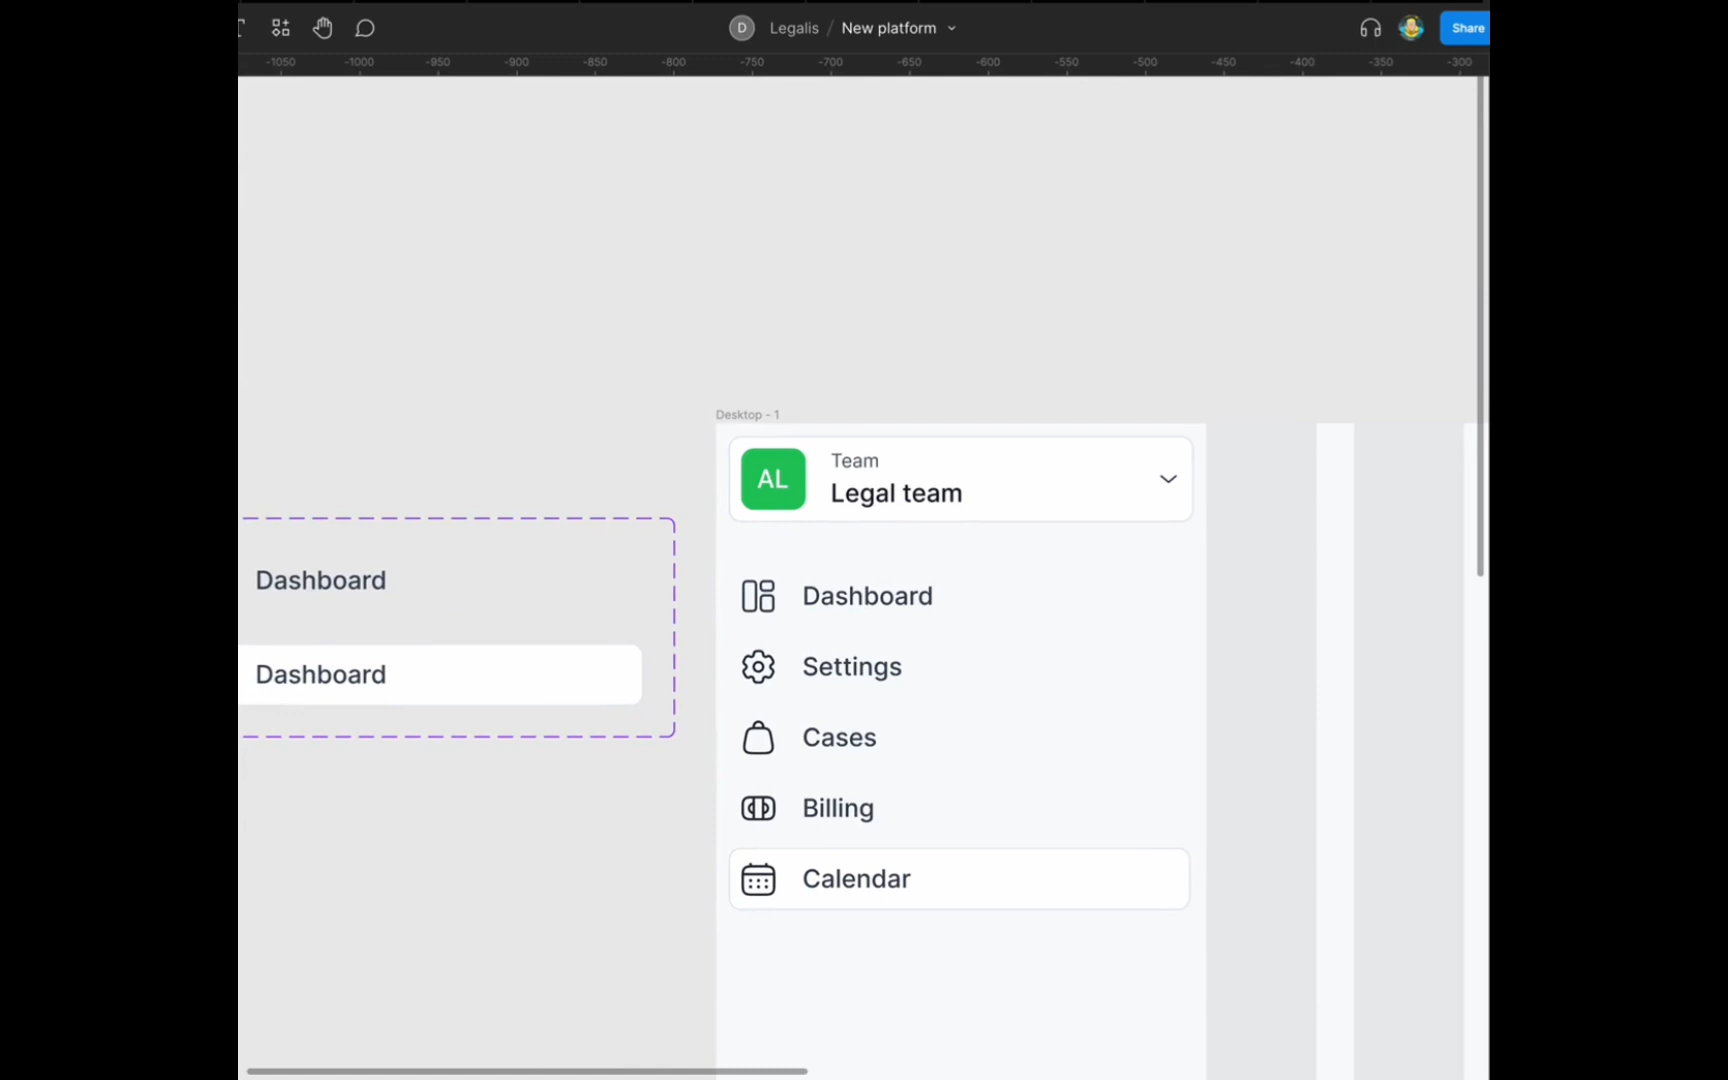 D Legalis / New platform
Share
-1050 -1000 -950 -900 -850 -800 -750 -700 -650 -600 -550 -500 -450 -400 -350 -300
Desktop - 1
AL
Team
Legal team
Dashboard
Dashboard
Dashboard
Settings
Cases
Billing
Calendar